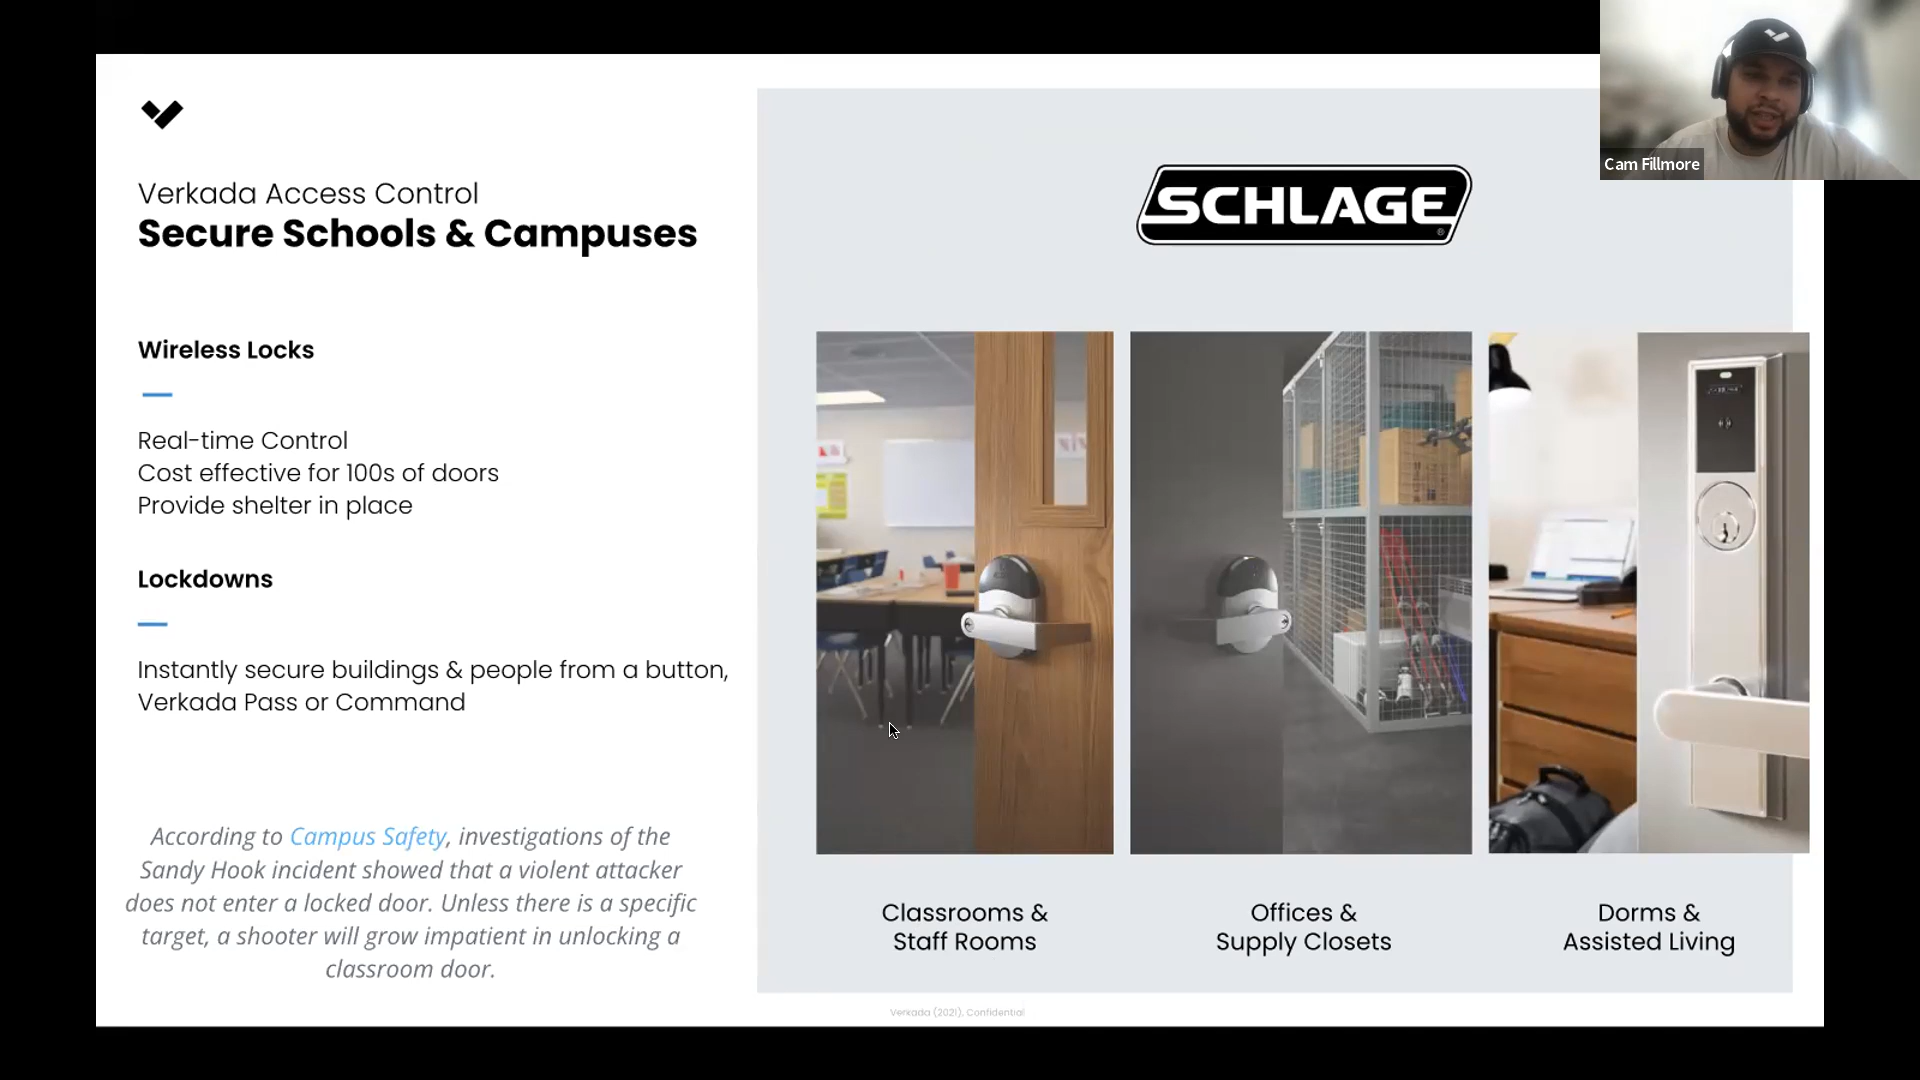 Verkada Access Control
Secure Schools & Campuses
Wireless Locks
Real-time Control
Cost effective for 100s of doors
Provide shelter in place
Lockdowns
Instantly secure buildings & people from a button,
Verkada Pass or Command
According to Campus Safety, investigations of the
Sandy Hook incident showed that a violent attacker
does not enter a locked door. Unless there is a specific
target, a shooter will grow impatient in unlocking a
classroom door.
SCHLAGE
®
Classrooms &
Staff Rooms
Offices &
Supply Closets
Dorms &
Assisted Living
Verkada (2021), Confidential
Cam Fillmore